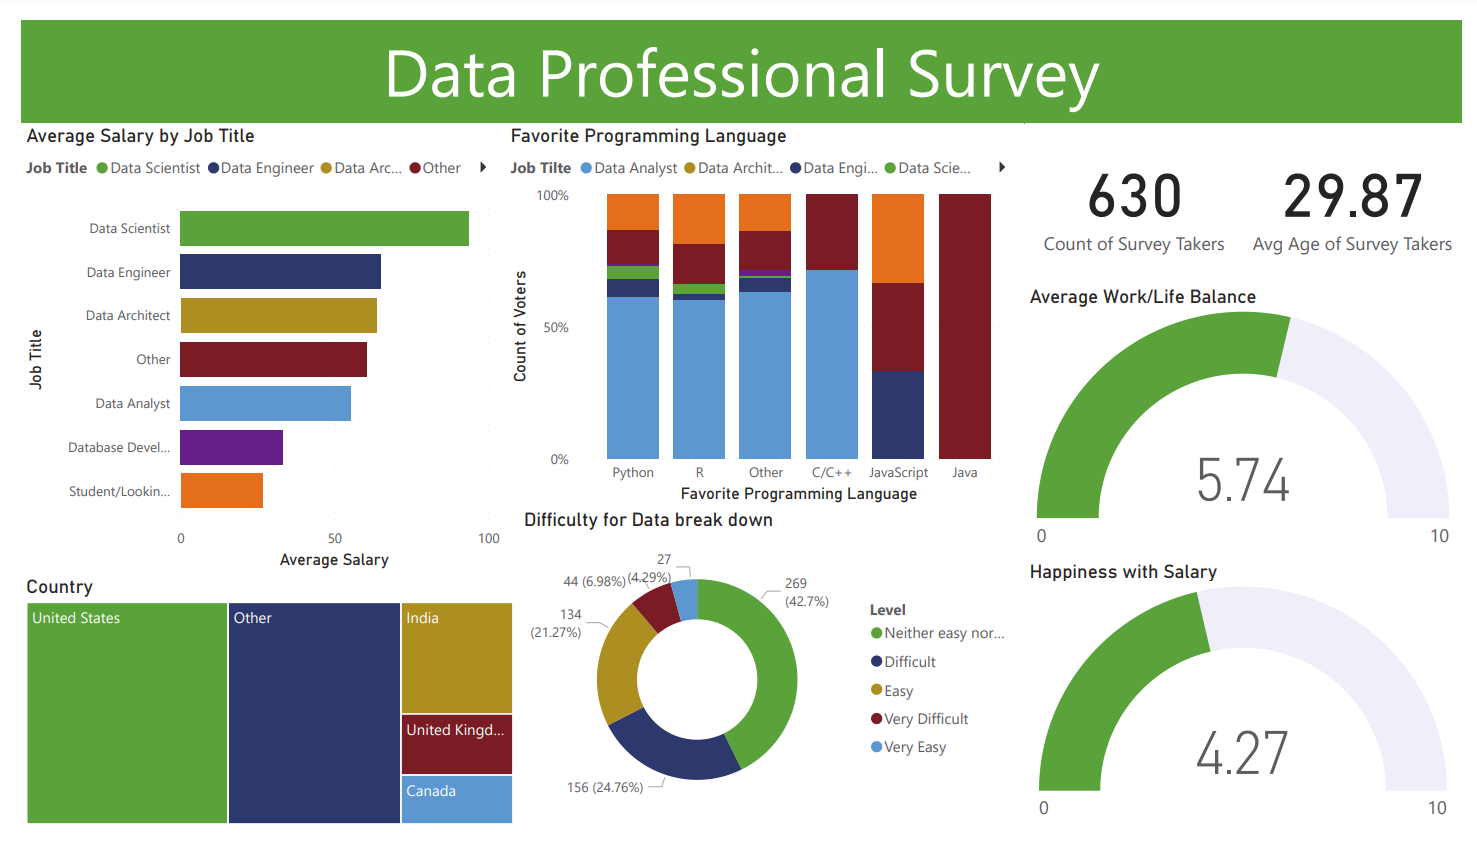 Data Professional Survey
Average Salary by Job Title
Job Title Data Scientist Data Engineer Data Arc... Other
Job Title
Data Scientist
Data Engineer
Data Architect
Other
Data Analyst
Database Devel...
Student/Lookin...
0 50 100
Average Salary
Favorite Programming Language
Job Tilte Data Analyst Data Archit... Data Engi... Data Scie...
Count of Voters
100%
50%
0%
Python R Other C/C++ JavaScript Java
Favorite Programming Language
630
Count of Survey Takers
29.87
Avg Age of Survey Takers
Average Work/Life Balance
5.74
0 10
Country
United States
Other
India
United Kingd...
Canada
Difficulty for Data break down
27
(4.29%)
44 (6.98%)
134
(21.27%)
156 (24.76%)
269
(42.7%)
Level
Neither easy nor...
Difficult
Easy
Very Difficult
Very Easy
Happiness with Salary
4.27
0 10